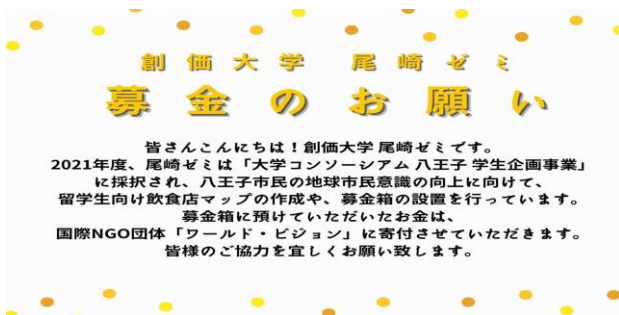 創価大学 尾崎ゼミ
募金のお願い
皆さんこんにちは！創価大学 尾崎ゼミです。
2021年度、尾崎ゼミは「大学コンソーシアム 八王子 学生企画事業」
に採択され、八王子市民の地球市民意識の向上に向けて、
留学生向け飲食店マップの作成や、募金箱の設置を行っています。
募金箱に預けていただいたお金は、
国際NGO団体「ワールド・ビジョン」に寄付させていただきます。
皆様のご協力を宜しくお願い致します。